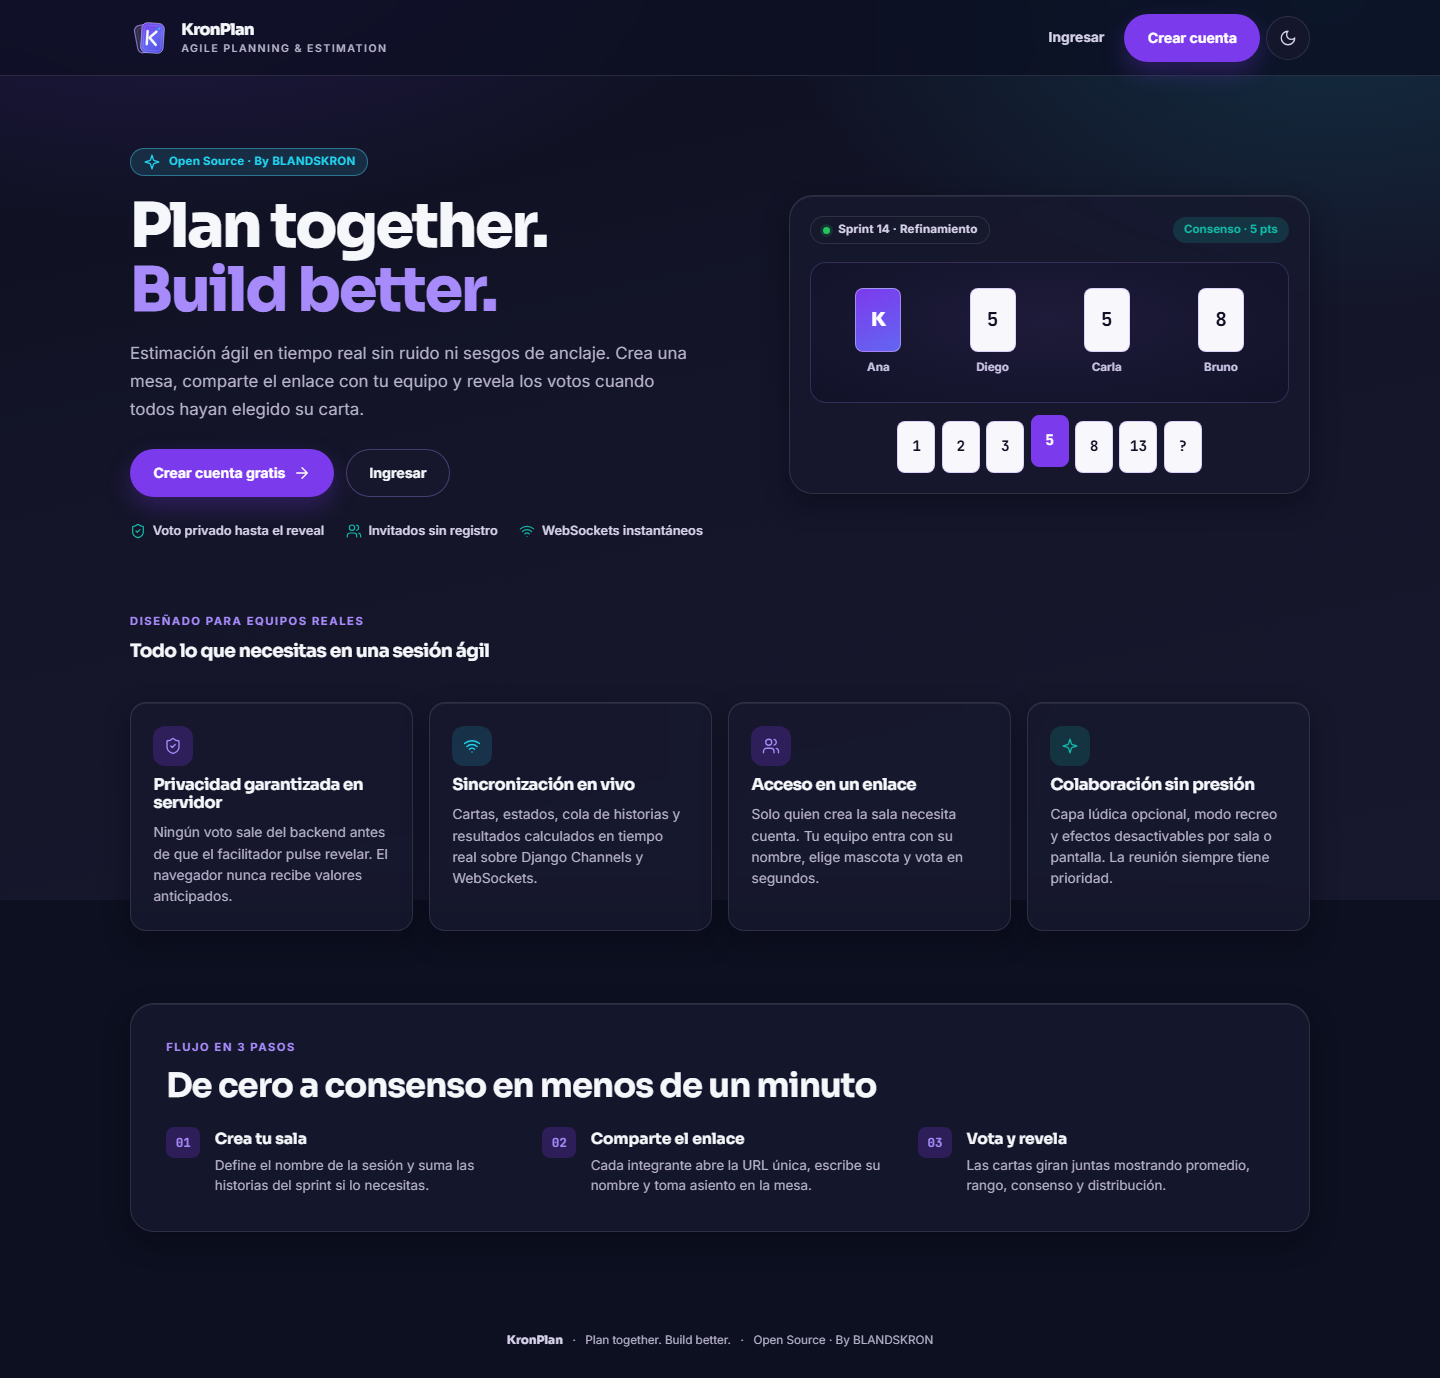 K
KronPlan
AGILE PLANNING & ESTIMATION
Ingresar
Crear cuenta
Open Source · By BLANDSKRON
Plan together.
Build better.
Estimación ágil en tiempo real sin ruido ni sesgos de anclaje. Crea una
mesa, comparte el enlace con tu equipo y revela los votos cuando
todos hayan elegido su carta.
Crear cuenta gratis
Ingresar
Voto privado hasta el reveal
Invitados sin registro
WebSockets instantáneos
Sprint 14 · Refinamiento
Consenso · 5 pts
K
5
5
8
Ana
Diego
Carla
Bruno
1
2
3
5
8
13
?
DISEÑADO PARA EQUIPOS REALES
Todo lo que necesitas en una sesión ágil
Privacidad garantizada en
servidor
Ningún voto sale del backend antes
de que el facilitador pulse revelar. El
navegador nunca recibe valores
anticipados.
Sincronización en vivo
Cartas, estados, cola de historias y
resultados calculados en tiempo
real sobre Django Channels y
WebSockets.
Acceso en un enlace
Solo quien crea la sala necesita
cuenta. Tu equipo entra con su
nombre, elige mascota y vota en
segundos.
Colaboración sin presión
Capa lúdica opcional, modo recreo
y efectos desactivables por sala o
pantalla. La reunión siempre tiene
prioridad.
FLUJO EN 3 PASOS
De cero a consenso en menos de un minuto
01
Crea tu sala
Define el nombre de la sesión y suma las
historias del sprint si lo necesitas.
02
Comparte el enlace
Cada integrante abre la URL única, escribe su
nombre y toma asiento en la mesa.
03
Vota y revela
Las cartas giran juntas mostrando promedio,
rango, consenso y distribución.
KronPlan · Plan together. Build better. · Open Source · By BLANDSKRON